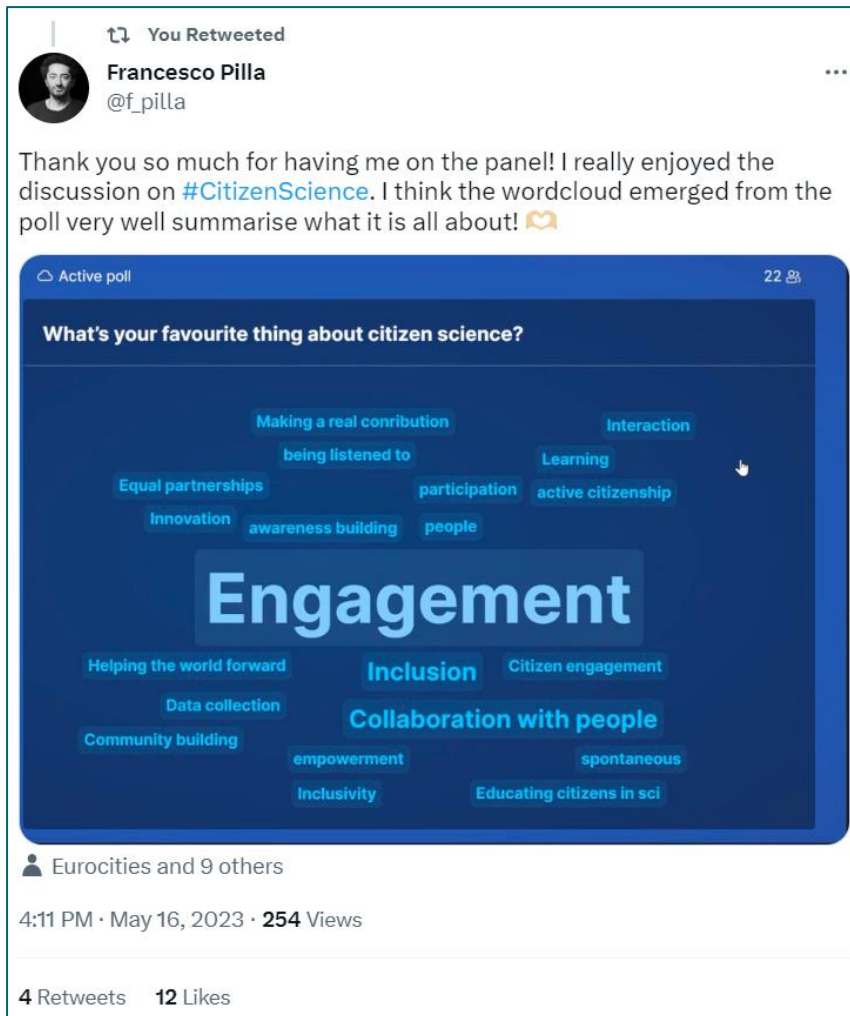 You Retweeted
Francesco Pilla
@f_pilla
Thank you so much for having me on the panel! I really enjoyed the
discussion on #CitizenScience. I think the wordcloud emerged from the
poll very well summarise what it is all about! 🫶🏼
Active poll 22
What's your favourite thing about citizen science?
Making a real conribution
Interaction
being listened to
Learning
Equal partnerships
participation
active citizenship
Innovation
awareness building
people
Engagement
Helping the world forward
Inclusion
Citizen engagement
Data collection
Collaboration with people
Community building
empowerment
spontaneous
Inclusivity
Educating citizens in sci
Eurocities and 9 others
4:11 PM · May 16, 2023 · 254 Views
4 Retweets 12 Likes